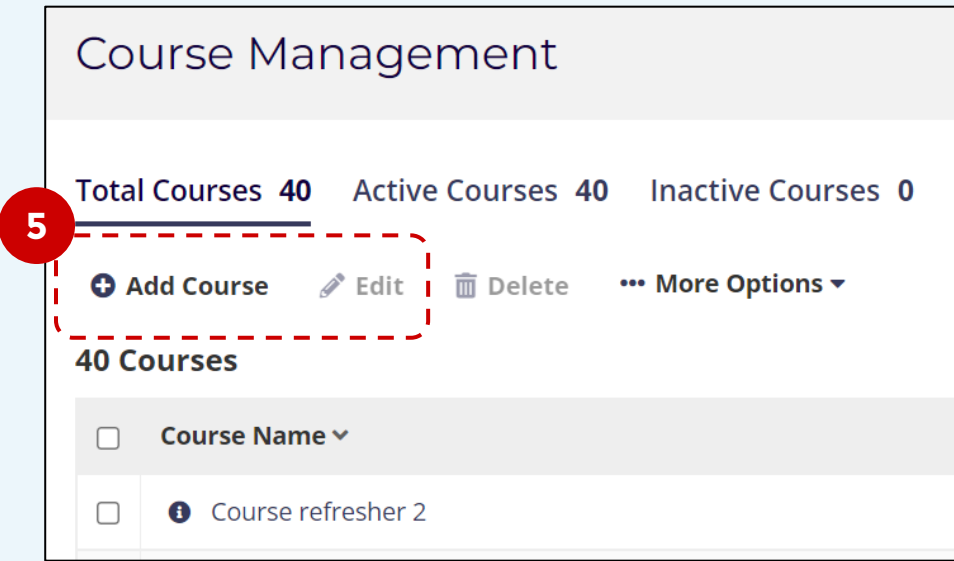 Course Management
Total Courses 40 Active Courses 40 Inactive Courses 0
5
Add Course Edit Delete ••• More Options
40 Courses
Course Name
Course refresher 2